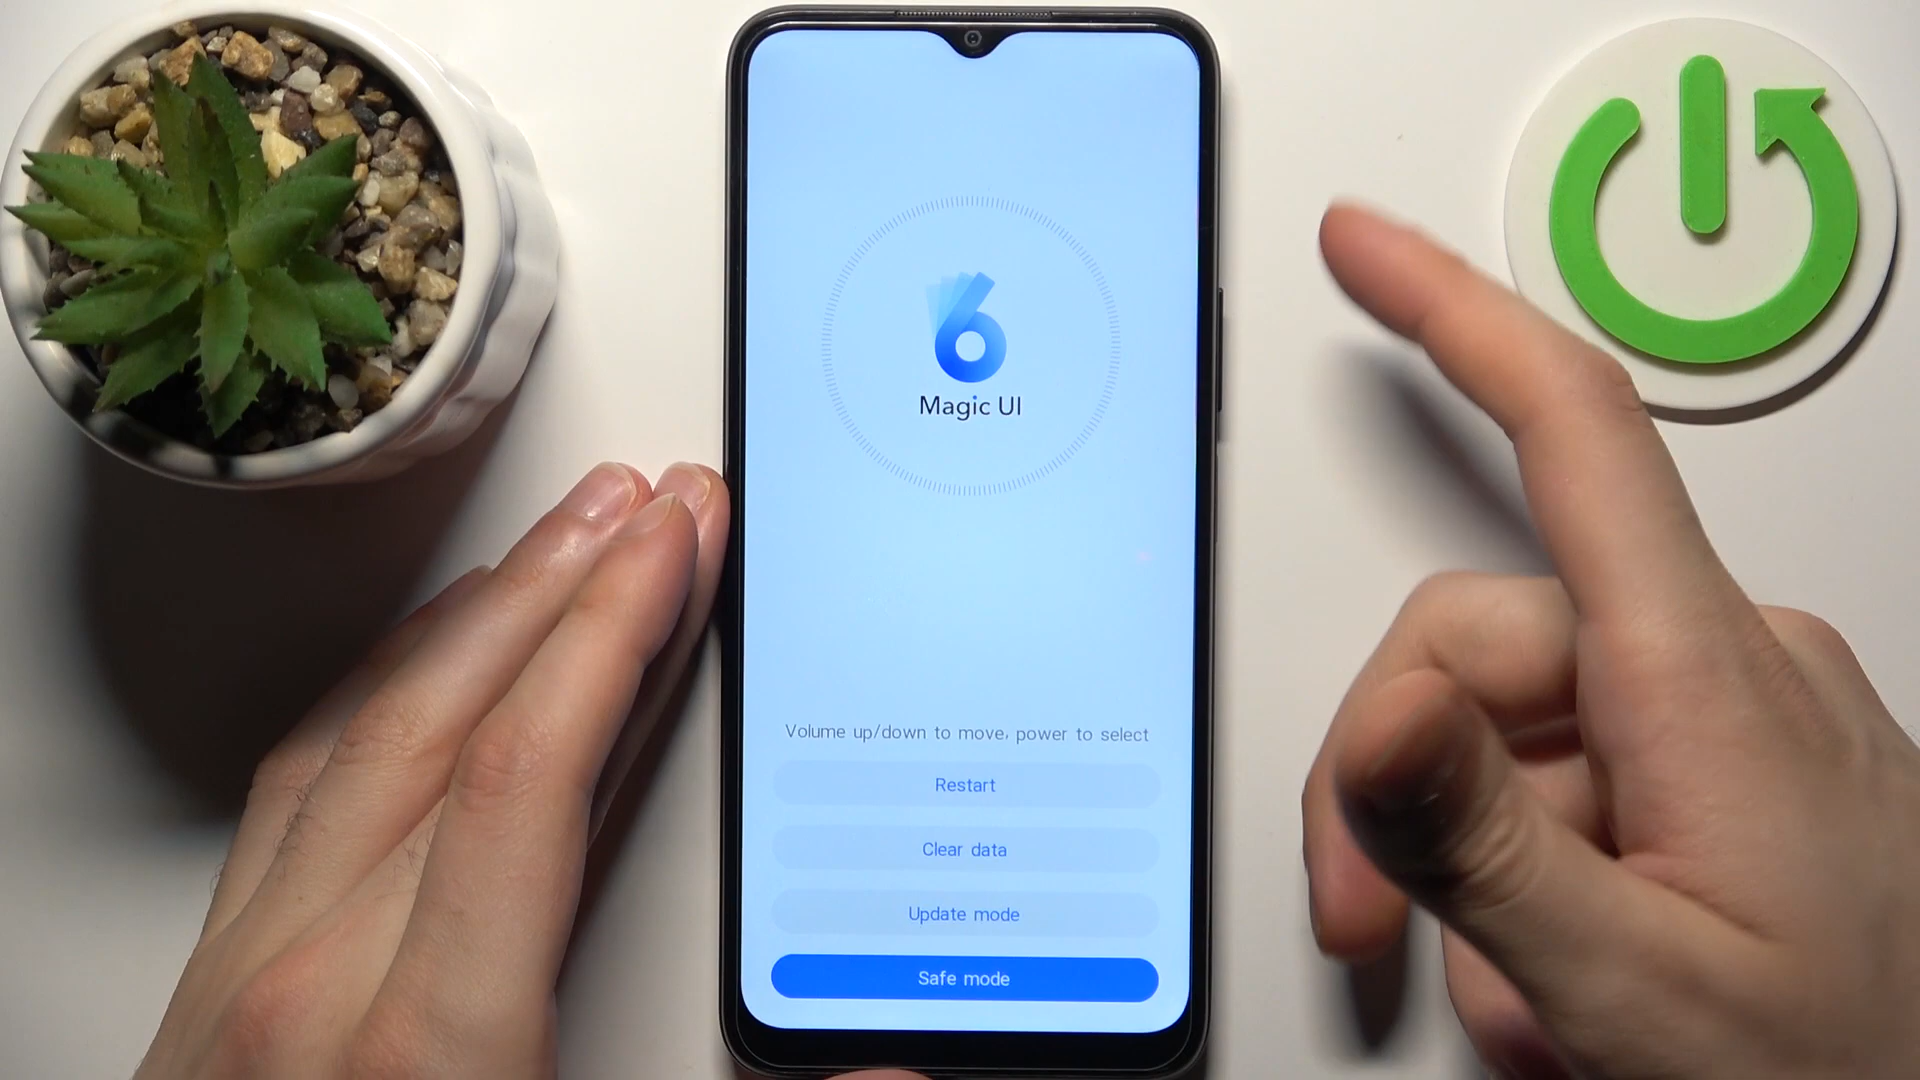 6
Magic UI
Volume up/down to move, power to select
Restart
Clear data
Update mode
Safe mode